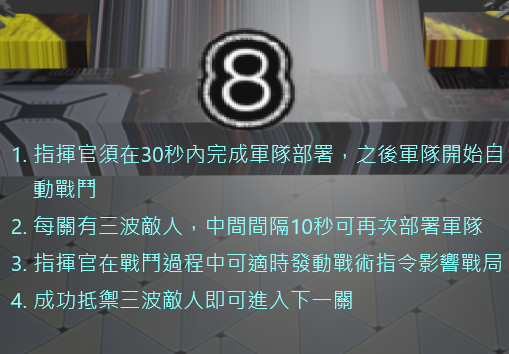 8
1. 指揮官須在30秒內完成軍隊部署，之後軍隊開始自
動戰鬥
2. 每關有三波敵人，中間間隔10秒可再次部署軍隊
3. 指揮官在戰鬥過程中可適時發動戰術指令影響戰局
4. 成功抵禦三波敵人即可進入下一關